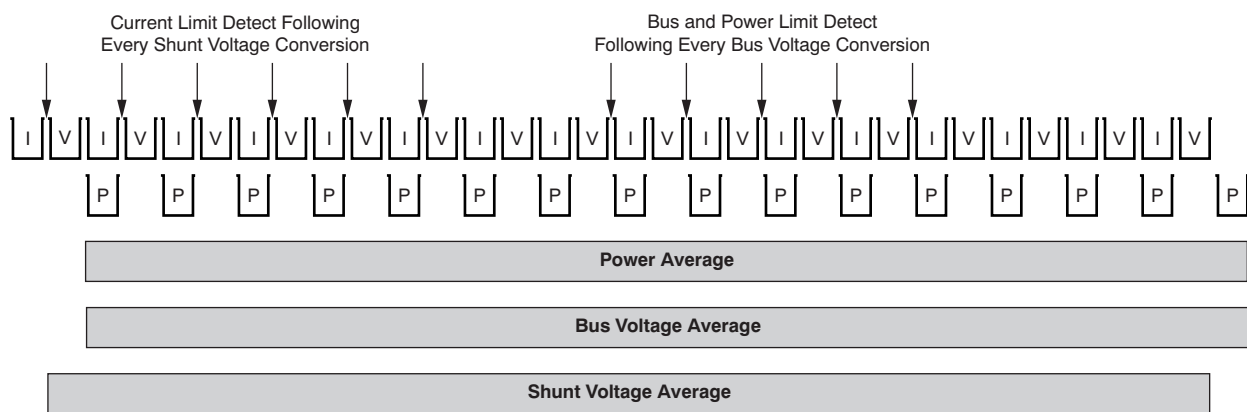 Current Limit Detect Following
Every Shunt Voltage Conversion
Bus and Power Limit Detect
Following Every Bus Voltage Conversion
I V I V I V I V I V I V I V I V I V I V I V I V I V I V I V I V
P P P P P P P P P P P P P P P P
Power Average
Bus Voltage Average
Shunt Voltage Average